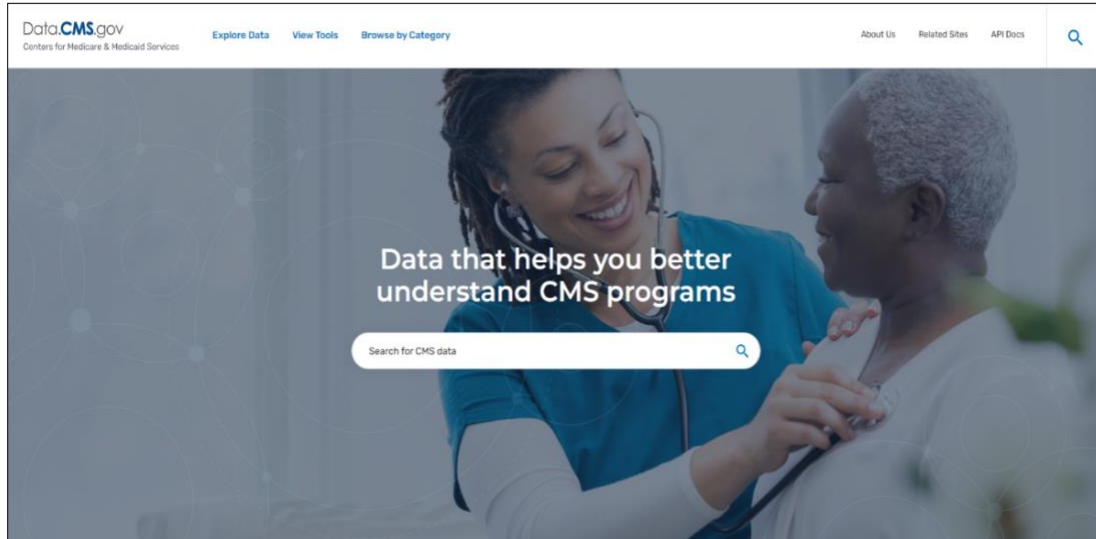 Data.CMS.gov
Centers for Medicare & Medicaid Services
Explore Data View Tools Browse by Category
About Us Related Sites API Docs
Data that helps you better
understand CMS programs
Search for CMS data